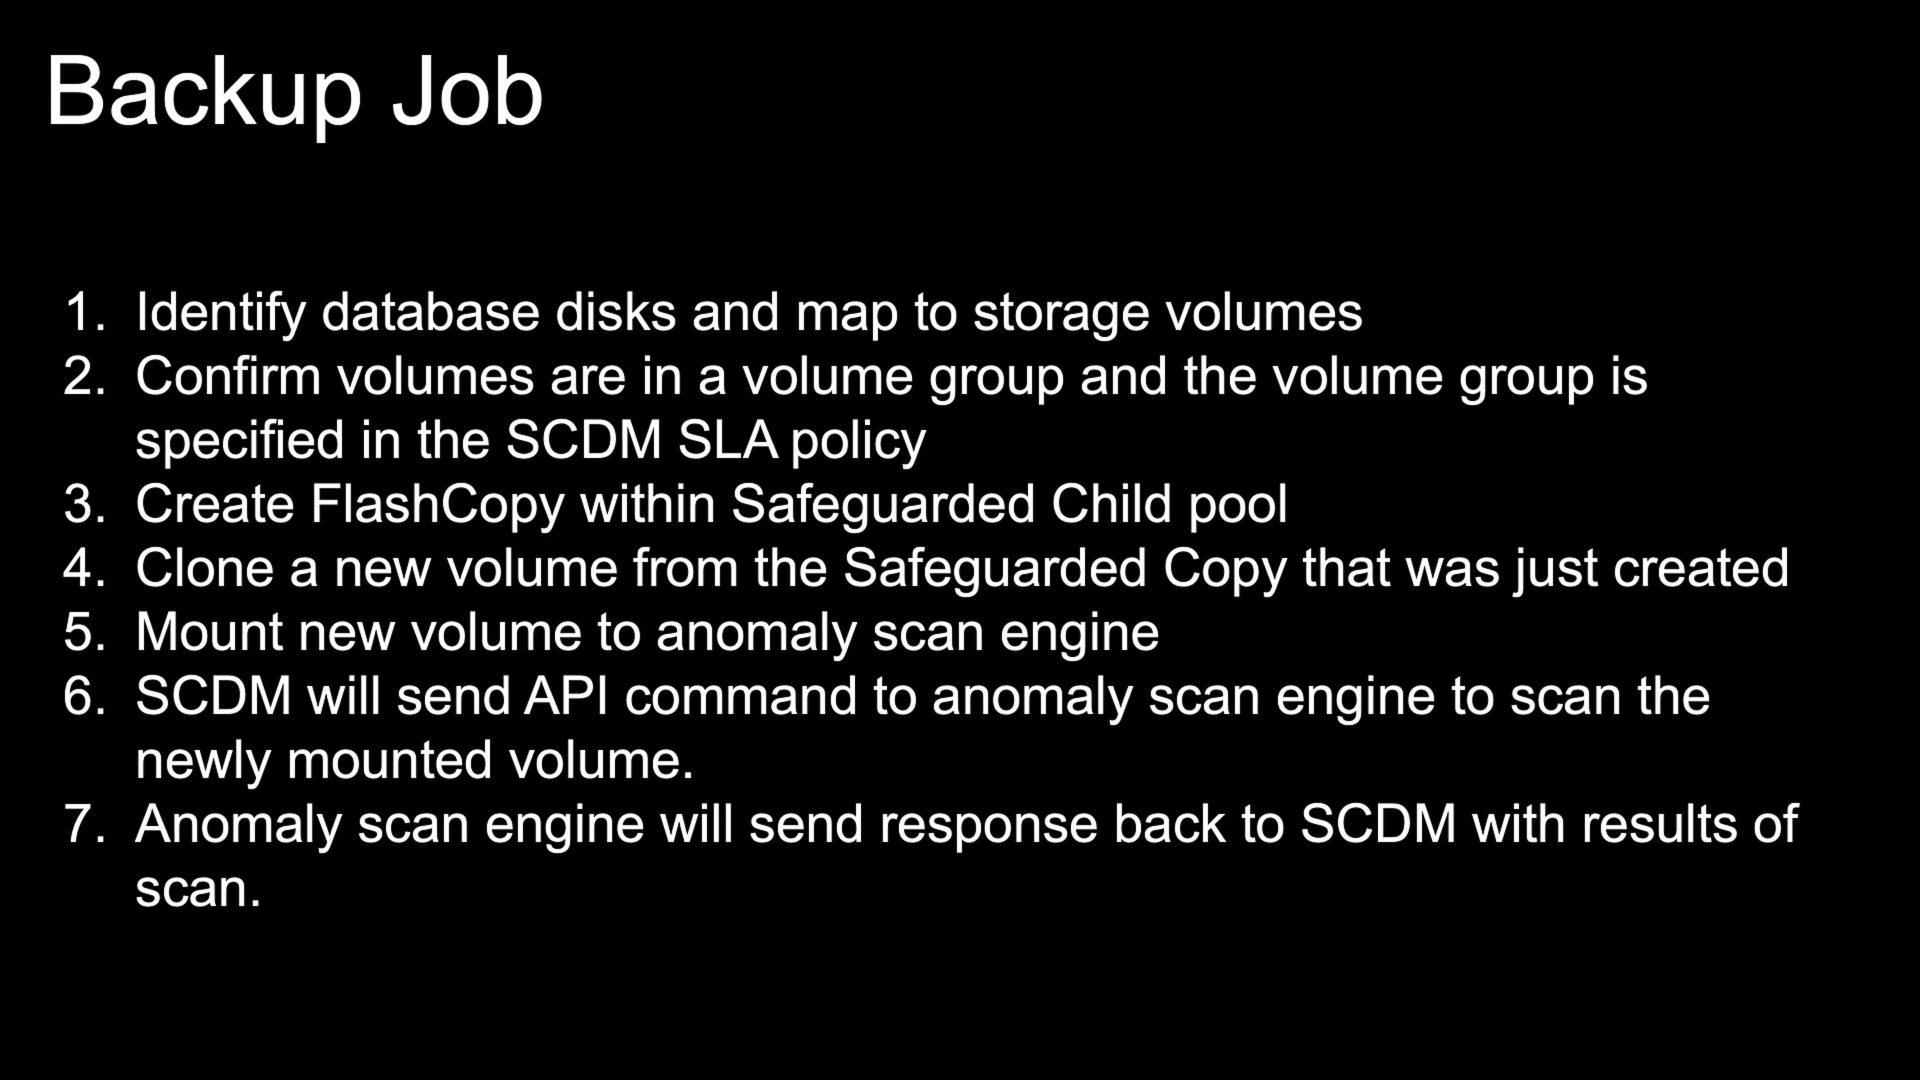 Backup Job
1. Identify database disks and map to storage volumes
2. Confirm volumes are in a volume group and the volume group is
specified in the SCDM SLA policy
3. Create FlashCopy within Safeguarded Child pool
4. Clone a new volume from the Safeguarded Copy that was just created
5. Mount new volume to anomaly scan engine
6. SCDM will send API command to anomaly scan engine to scan the
newly mounted volume.
7. Anomaly scan engine will send response back to SCDM with results of
scan.